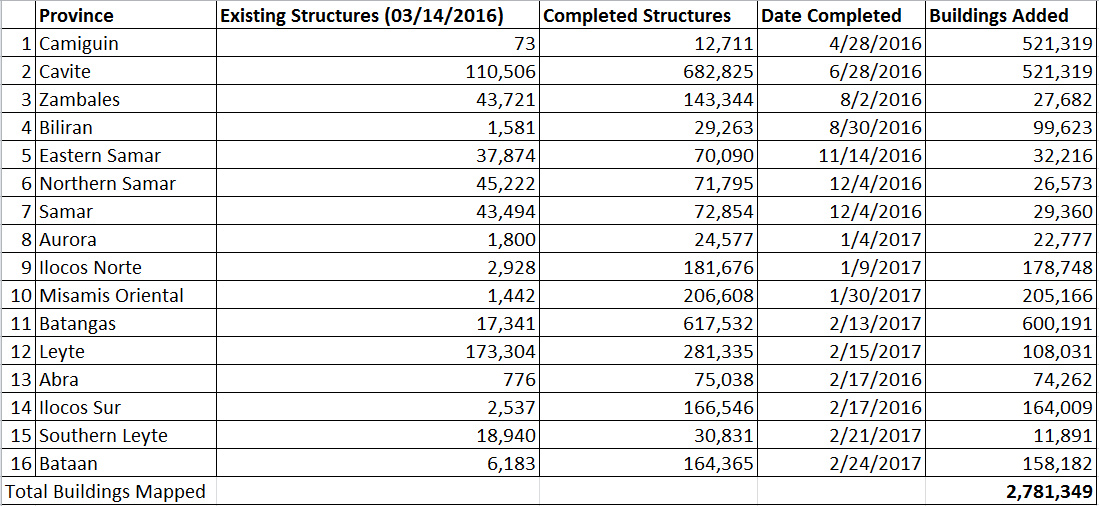 Province Existing Structures (03/14/2016) Completed Structures Date Completed Buildings Added
1 Camiguin 73 12,711 4/28/2016 521,319
2 Cavite 110,506 682,825 6/28/2016 521,319
3 Zambales 43,721 143,344 8/2/2016 27,682
4 Biliran 1,581 29,263 8/30/2016 99,623
5 Eastern Samar 37,874 70,090 11/14/2016 32,216
6 Northern Samar 45,222 71,795 12/4/2016 26,573
7 Samar 43,494 72,854 12/4/2016 29,360
8 Aurora 1,800 24,577 1/4/2017 22,777
9 Ilocos Norte 2,928 181,676 1/9/2017 178,748
10 Misamis Oriental 1,442 206,608 1/30/2017 205,166
11 Batangas 17,341 617,532 2/13/2017 600,191
12 Leyte 173,304 281,335 2/15/2017 108,031
13 Abra 776 75,038 2/17/2016 74,262
14 Ilocos Sur 2,537 166,546 2/17/2016 164,009
15 Southern Leyte 18,940 30,831 2/21/2017 11,891
16 Bataan 6,183 164,365 2/24/2017 158,182
Total Buildings Mapped 2,781,349